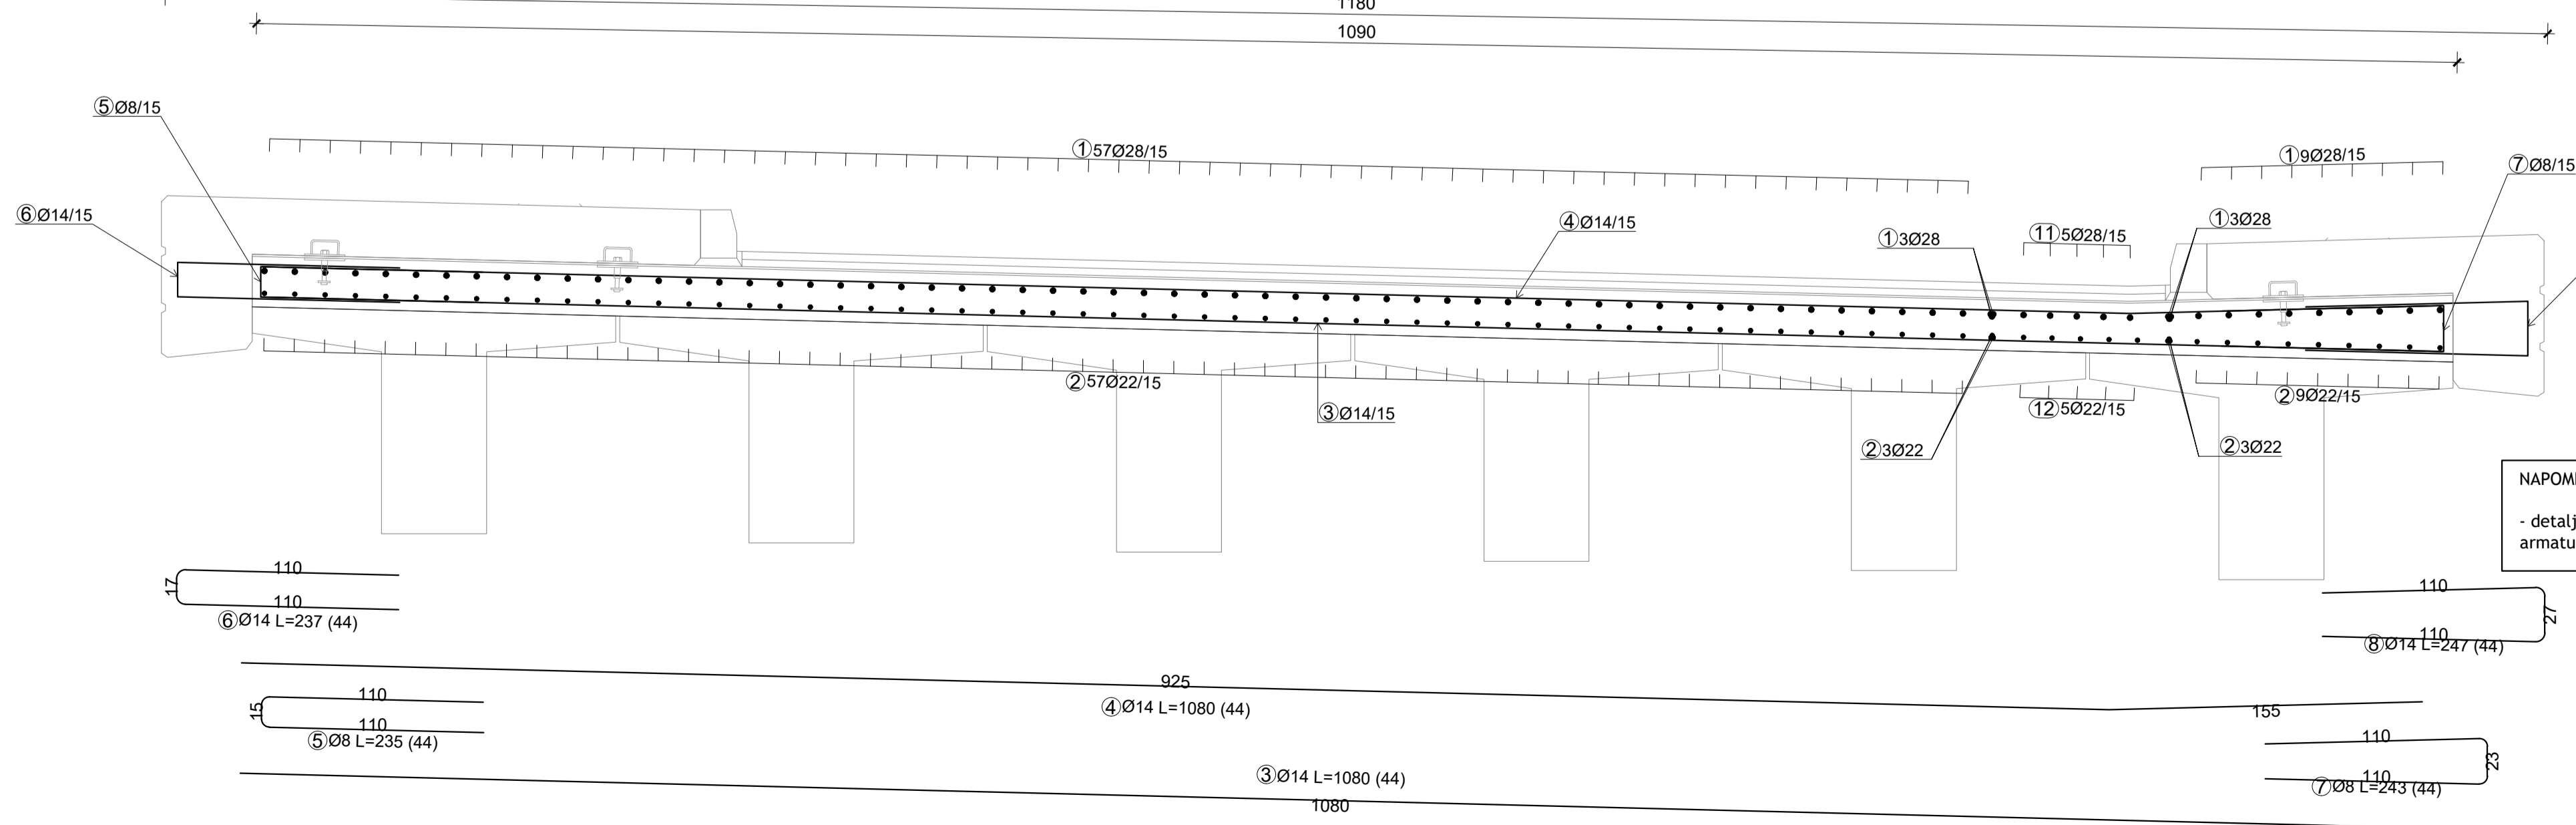 1180
1090
⑤Ø8/15
①57Ø28/15
①9Ø28/15
⑦Ø8/15
⑥Ø14/15
④Ø14/15
①3Ø28
⑪5Ø28/15
①3Ø28
②57Ø22/15
③Ø14/15
⑫5Ø22/15
②9Ø22/15
②3Ø22
②3Ø22
- detalj
armatu
110
17
110
⑥Ø14 L=237 (44)
110
27
110
⑧Ø14 L=247 (44)
925
155
④Ø14 L=1080 (44)
110
15
110
⑤Ø8 L=235 (44)
110
23
110
⑦Ø8 L=243 (44)
③Ø14 L=1080 (44)
1080